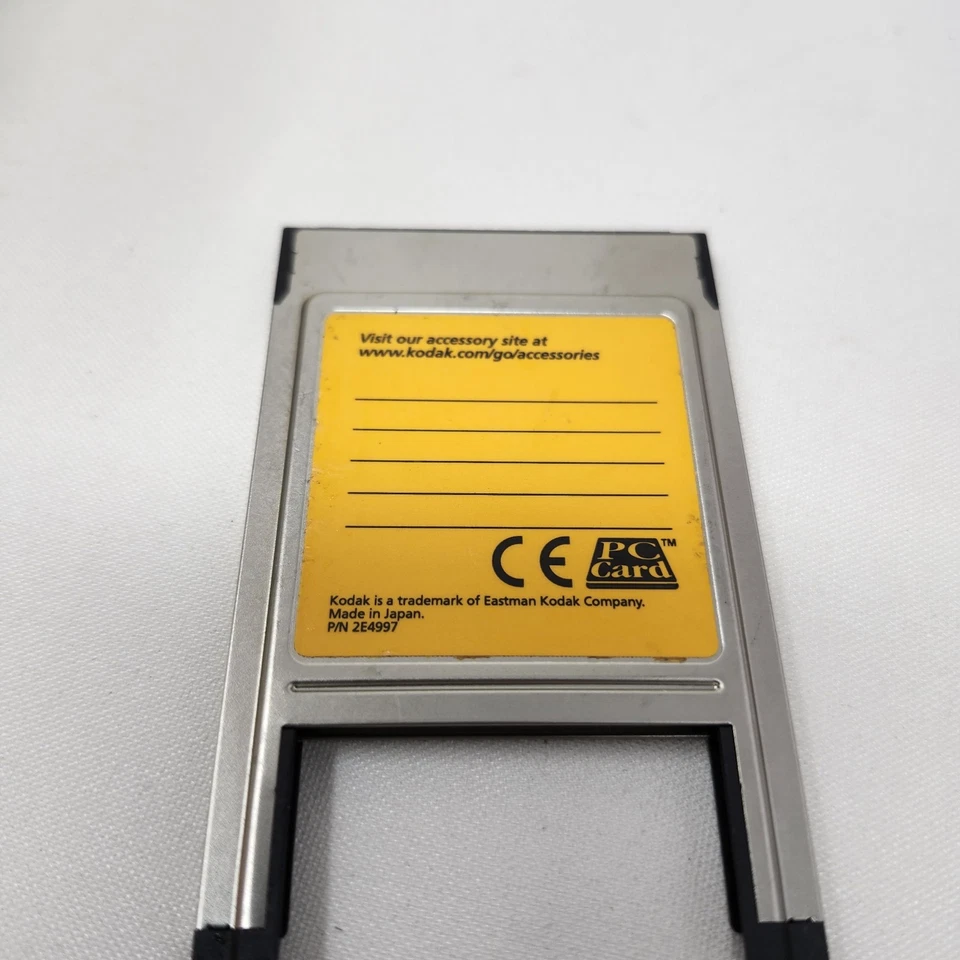 Visit our accessory site at
www.kodak.com/go/accessories
CE PC
Card™
Kodak is a trademark of Eastman Kodak Company.
Made in Japan.
P/N 2E4997